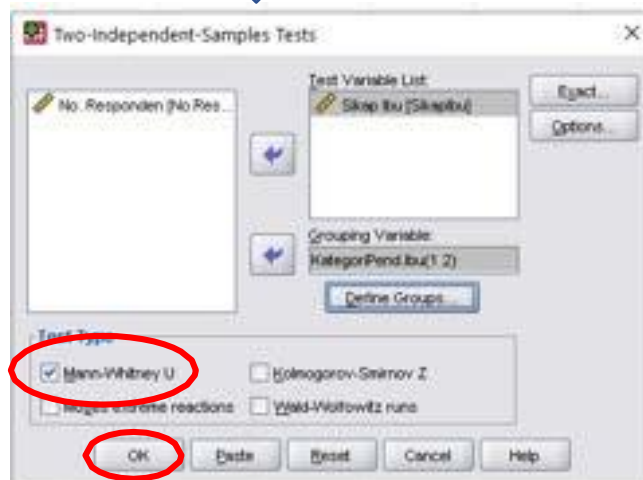 Two-Independent-Samples Tests
Test Variable List:
No. Responden [No Res...
Sikap Ibu [SikapIbu]
Exact...
Options...
Grouping Variable:
KategoriPend.Ibu(1 2)
Define Groups...
Test Type
Mann-Whitney U
Kolmogorov-Smirnov Z
Moses extreme reactions
Wald-Wolfowitz runs
OK
Paste
Reset
Cancel
Help